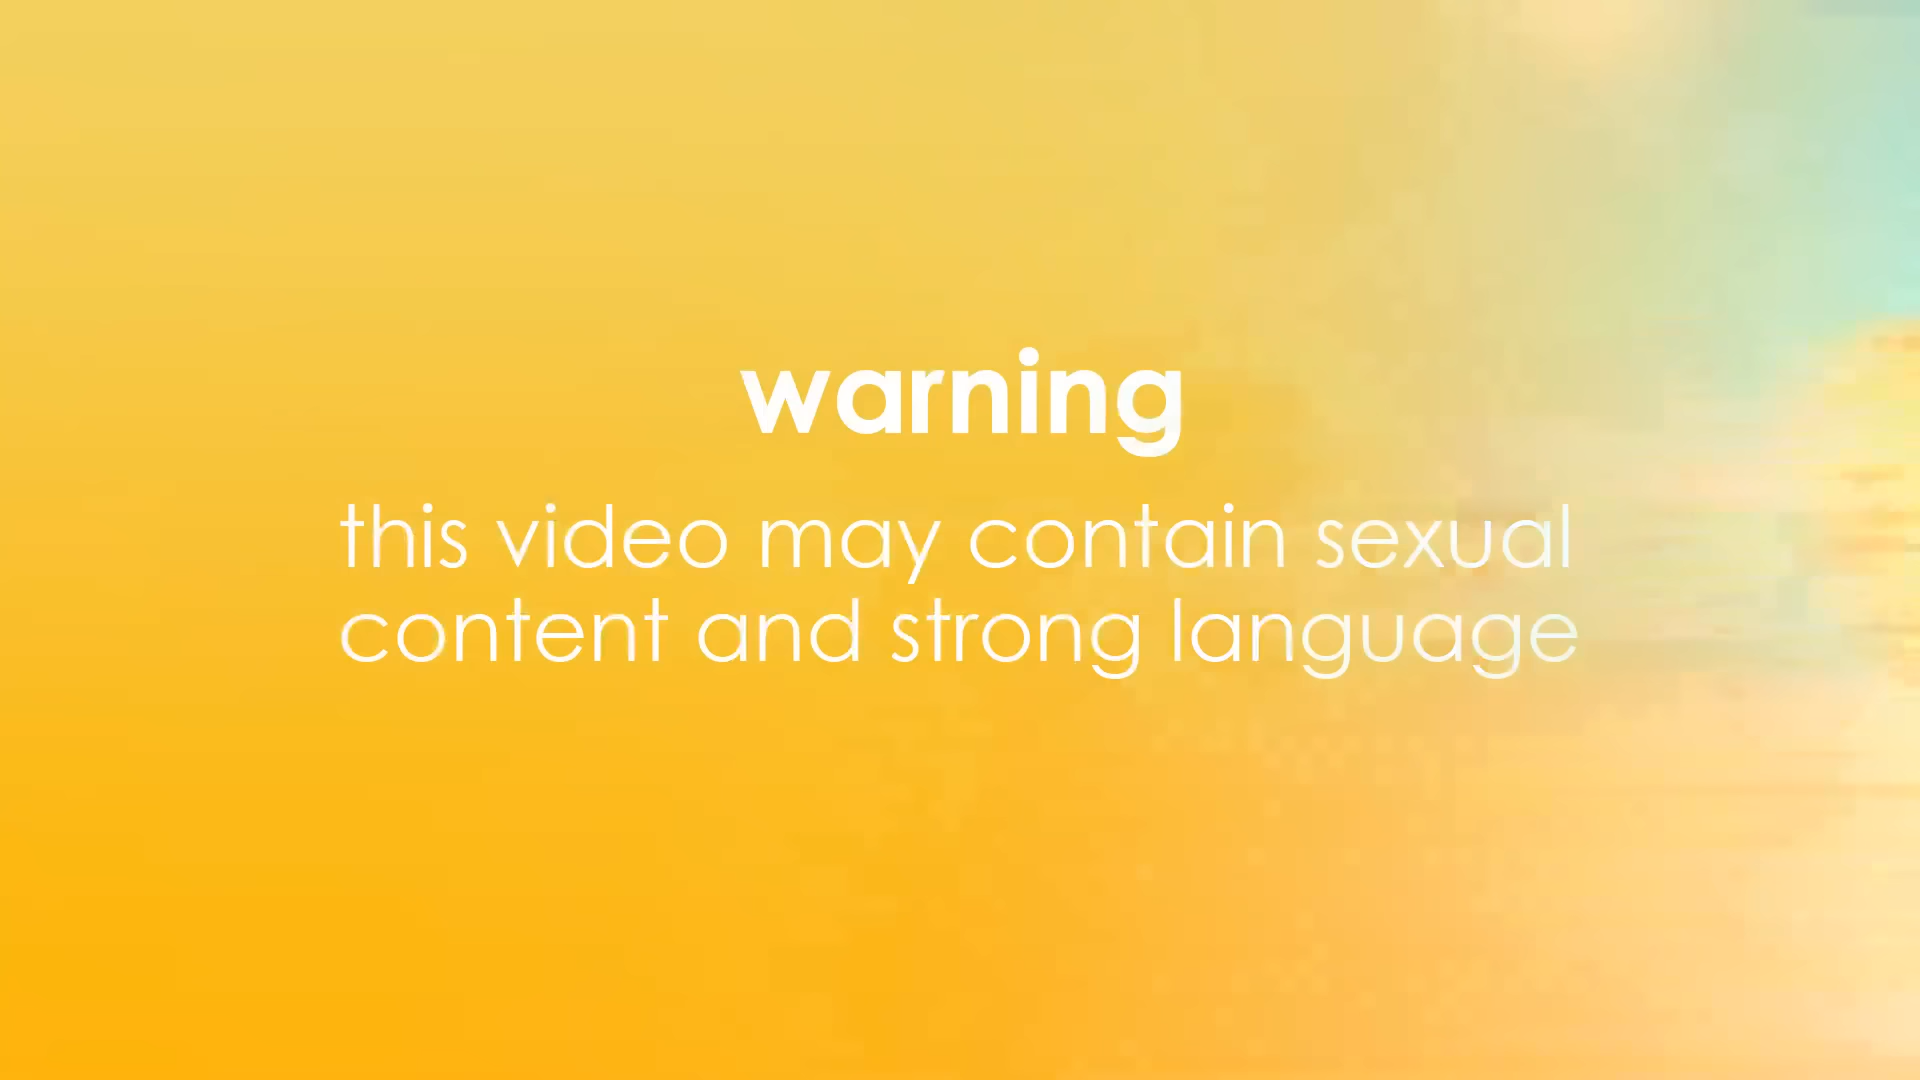 warning
this video may contain sexual
content and strong language